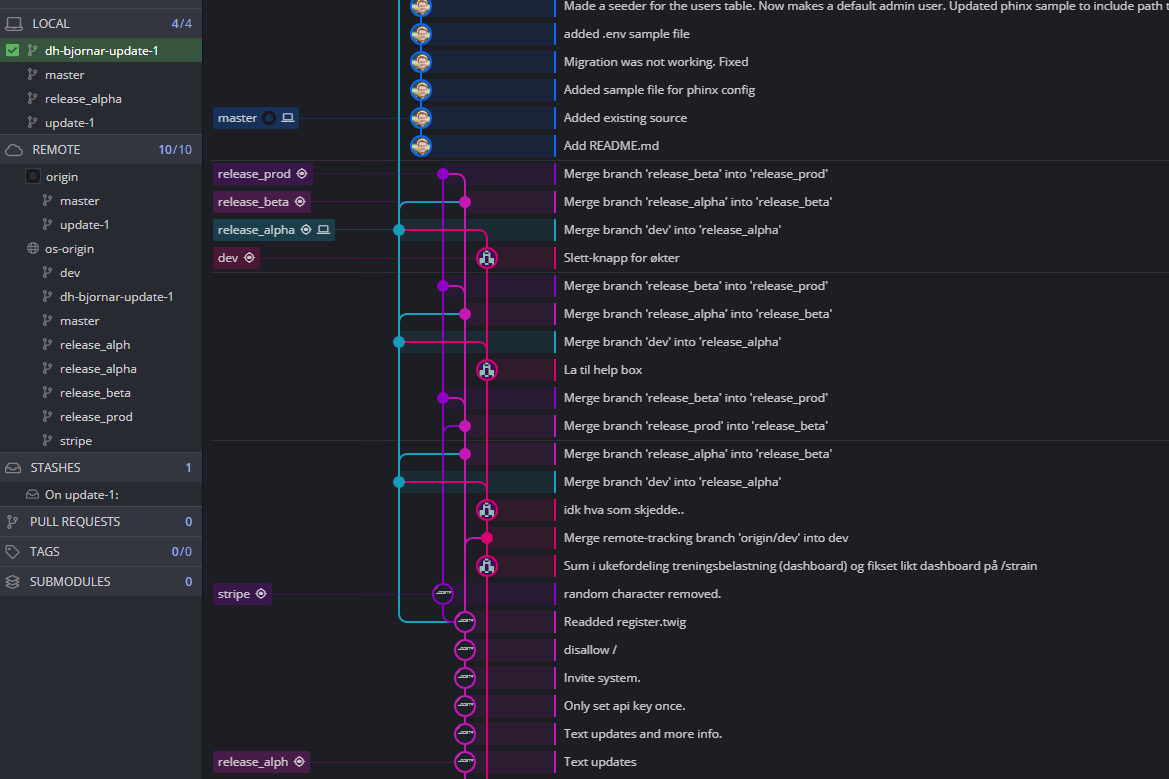 LOCAL 4/4
dh-bjornar-update-1
master
release_alpha
update-1
REMOTE 10/10
origin
master
update-1
os-origin
dev
dh-bjornar-update-1
master
release_alph
release_alpha
release_beta
release_prod
stripe
STASHES 1
On update-1:
PULL REQUESTS 0
TAGS 0/0
SUBMODULES 0
Made a seeder for the users table. Now makes a default admin user. Updated phinx sample to include path t
added .env sample file
Migration was not working. Fixed
Added sample file for phinx config
master Added existing source
Add README.md
release_prod Merge branch 'release_beta' into 'release_prod'
release_beta Merge branch 'release_alpha' into 'release_beta'
release_alpha Merge branch 'dev' into 'release_alpha'
dev Slett-knapp for økter
Merge branch 'release_beta' into 'release_prod'
Merge branch 'release_alpha' into 'release_beta'
Merge branch 'dev' into 'release_alpha'
La til help box
Merge branch 'release_beta' into 'release_prod'
Merge branch 'release_prod' into 'release_beta'
Merge branch 'release_alpha' into 'release_beta'
Merge branch 'dev' into 'release_alpha'
idk hva som skjedde..
Merge remote-tracking branch 'origin/dev' into dev
Sum i ukefordeling treningsbelastning (dashboard) og fikset likt dashboard på /strain
stripe random character removed.
Readded register.twig
disallow /
Invite system.
Only set api key once.
Text updates and more info.
release_alph Text updates